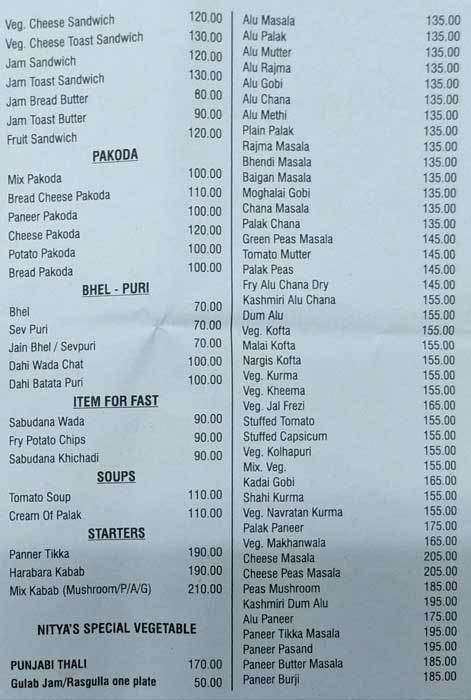 Veg. Cheese Sandwich 120.00
Veg. Cheese Toast Sandwich 130.00
Jam Sandwich 120.00
Jam Toast Sandwich 130.00
Jam Bread Butter 80.00
Jam Toast Butter 90.00
Fruit Sandwich 120.00
PAKODA
Mix Pakoda 100.00
Bread Cheese Pakoda 110.00
Paneer Pakoda 100.00
Cheese Pakoda 120.00
Potato Pakoda 100.00
Bread Pakoda 100.00
BHEL - PURI
Bhel 70.00
Sev Puri 70.00
Jain Bhel / Sevpuri 70.00
Dahi Wada Chat 100.00
Dahi Batata Puri 100.00
ITEM FOR FAST
Sabudana Wada 90.00
Fry Potato Chips 90.00
Sabudana Khichadi 90.00
SOUPS
Tomato Soup 110.00
Cream Of Palak 110.00
STARTERS
Panner Tikka 190.00
Harabara Kabab 190.00
Mix Kabab (Mushroom/P/A/G) 210.00
NITYA'S SPECIAL VEGETABLE
PUNJABI THALI 170.00
Gulab Jam/Rasgulla one plate 50.00
Alu Masala 135.00
Alu Palak 135.00
Alu Mutter 135.00
Alu Rajma 135.00
Alu Gobi 135.00
Alu Chana 135.00
Alu Methi 135.00
Plain Palak 135.00
Rajma Masala 135.00
Bhendi Masala 135.00
Baigan Masala 135.00
Moghalai Gobi 135.00
Chana Masala 135.00
Palak Chana 135.00
Green Peas Masala 145.00
Tomato Mutter 145.00
Palak Peas 145.00
Fry Alu Chana Dry 145.00
Kashmiri Alu Chana 155.00
Dum Alu 155.00
Veg. Kofta 155.00
Malai Kofta 155.00
Nargis Kofta 155.00
Veg. Kurma 155.00
Veg. Kheema 155.00
Veg. Jal Frezi 165.00
Stuffed Tomato 155.00
Stuffed Capsicum 155.00
Veg. Kolhapuri 155.00
Mix. Veg. 155.00
Kadai Gobi 165.00
Shahi Kurma 155.00
Veg. Navratan Kurma 155.00
Palak Paneer 175.00
Veg. Makhanwala 165.00
Cheese Masala 205.00
Cheese Peas Masala 205.00
Peas Mushroom 185.00
Kashmiri Dum Alu 195.00
Alu Paneer 175.00
Paneer Tikka Masala 195.00
Paneer Pasand 195.00
Paneer Butter Masala 185.00
Paneer Burji 185.00